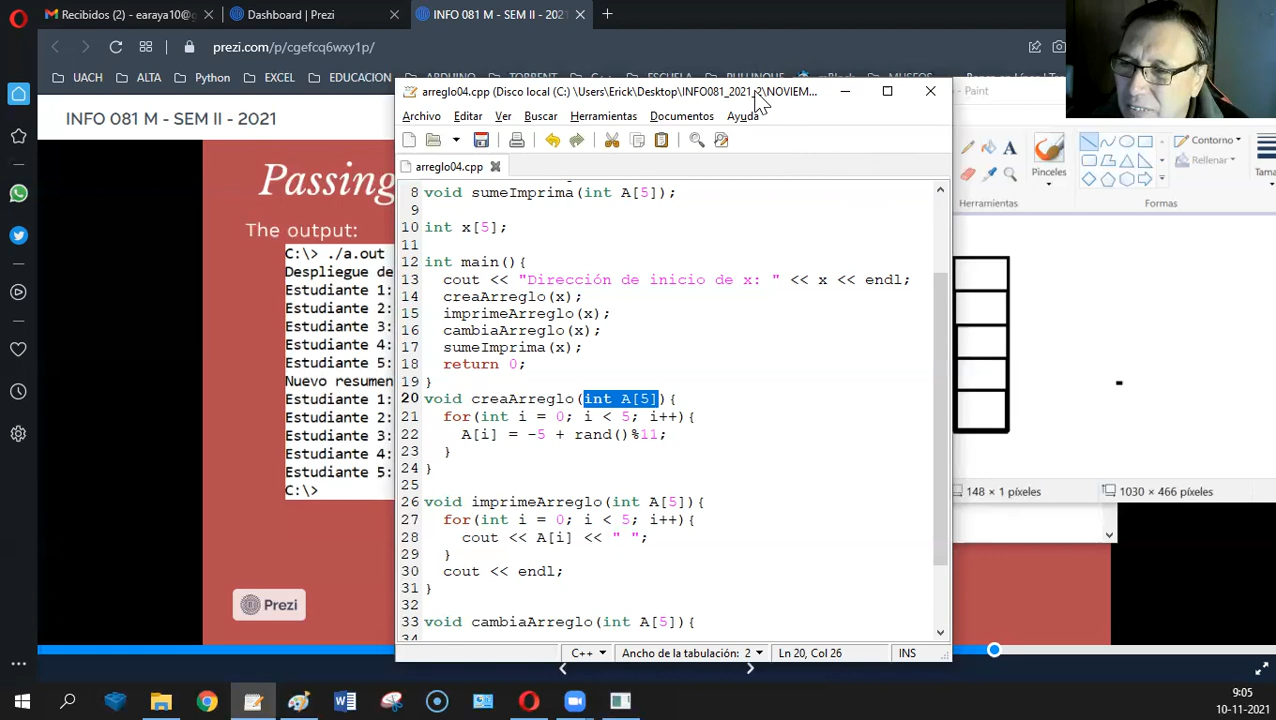 Recibidos (2) - earaya10@g
Dashboard | Prezi
INFO 081 M - SEM II - 2021
prezi.com/p/cgefcq6wxy1p/
UACH
ALTA
Python
EXCEL
EDUCACION
INFO 081 M - SEM II - 2021
Passing
The output:
C:\> ./a.out
Despliegue de
Estudiante 1:
Estudiante 2:
Estudiante 3:
Estudiante 4:
Estudiante 5:
Nuevo resumen
Estudiante 1:
Estudiante 2:
Estudiante 3:
Estudiante 4:
Estudiante 5:
C:\>
Prezi
arreglo04.cpp (Disco local (C:) \Users\Erick\Desktop\INFO081_2021_2\NOVIEM...
Archivo Editar Ver Buscar Herramientas Documentos Ayuda
arreglo04.cpp
8 void sumeImprima(int A[5]);
9
10 int x[5];
11
12 int main(){
13 cout << "Dirección de inicio de x: " << x << endl;
14 creaArreglo(x);
15 imprimeArreglo(x);
16 cambiaArreglo(x);
17 sumeImprima(x);
18 return 0;
19 }
20 void creaArreglo(int A[5]){
21 for(int i = 0; i < 5; i++){
22 A[i] = -5 + rand()%11;
23 }
24 }
25
26 void imprimeArreglo(int A[5]){
27 for(int i = 0; i < 5; i++){
28 cout << A[i] << " ";
29 }
30 cout << endl;
31 }
32
33 void cambiaArreglo(int A[5]){
34
C++ Ancho de la tabulación: 2 Ln 20, Col 26 INS
- Paint
Pinceles
Contorno
Rellenar
Tama
Herramientas
Formas
148 × 1 píxeles
1030 × 466 píxeles
9:05
10-11-2021